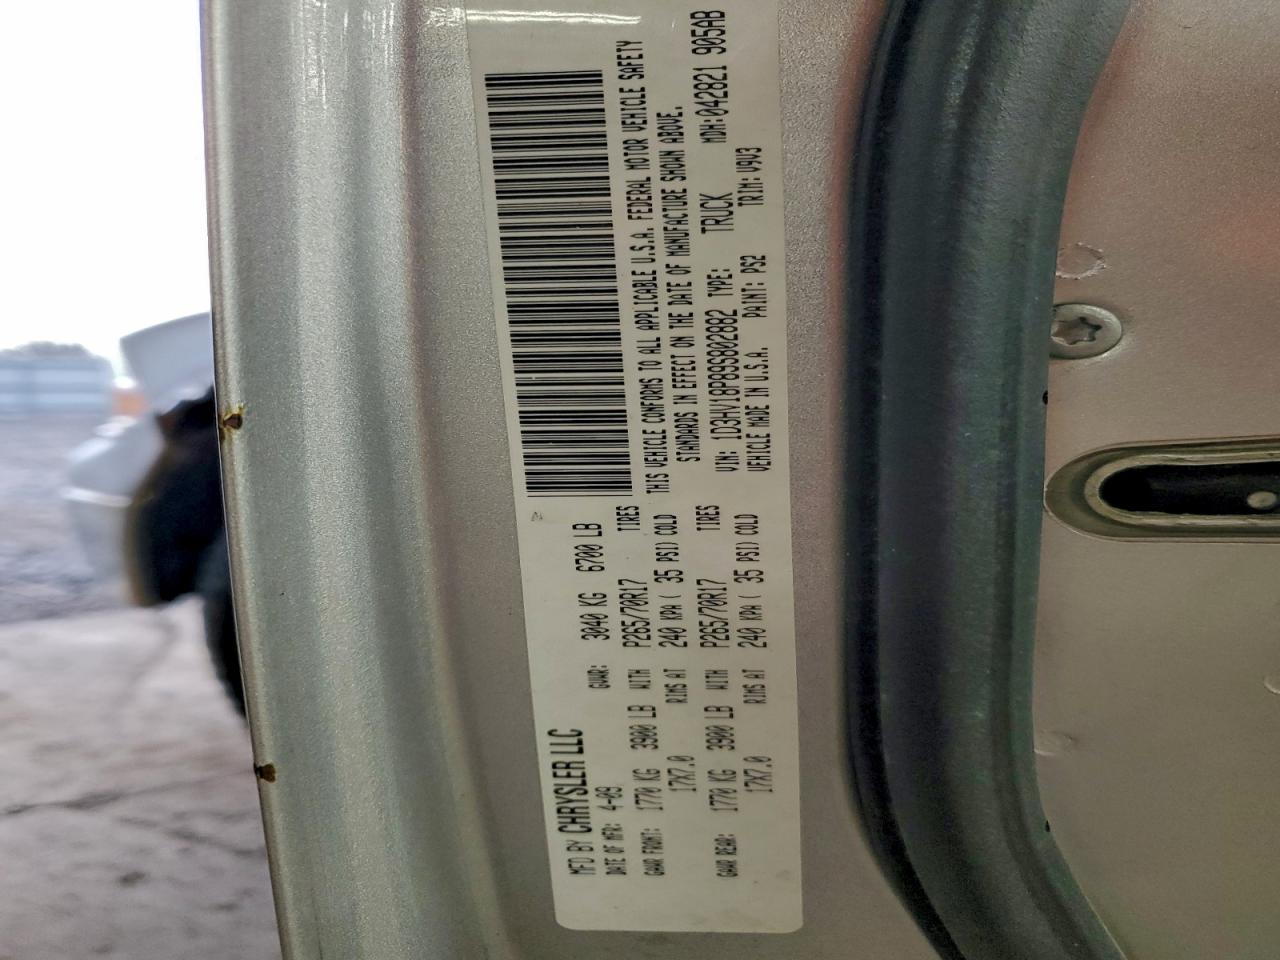 MFD BY CHRYSLER LLC
DATE OF MFR: 4-09 GVWR: 3040 KG 6700 LB
GAWR FRONT: 1770 KG 3900 LB WITH P265/70R17 TIRES
17X7.0 RIMS AT 240 KPA ( 35 PSI) COLD
GAWR REAR: 1770 KG 3900 LB WITH P265/70R17 TIRES
17X7.0 RIMS AT 240 KPA ( 35 PSI) COLD
THIS VEHICLE CONFORMS TO ALL APPLICABLE U.S.A. FEDERAL MOTOR VEHICLE SAFETY
STANDARDS IN EFFECT ON THE DATE OF MANUFACTURE SHOWN ABOVE.
VIN: 1D3HV18P89S802882 TYPE: TRUCK MDH:042821 905AB
VEHICLE MADE IN U.S.A. PAINT: PS2 TRIM: V9V3